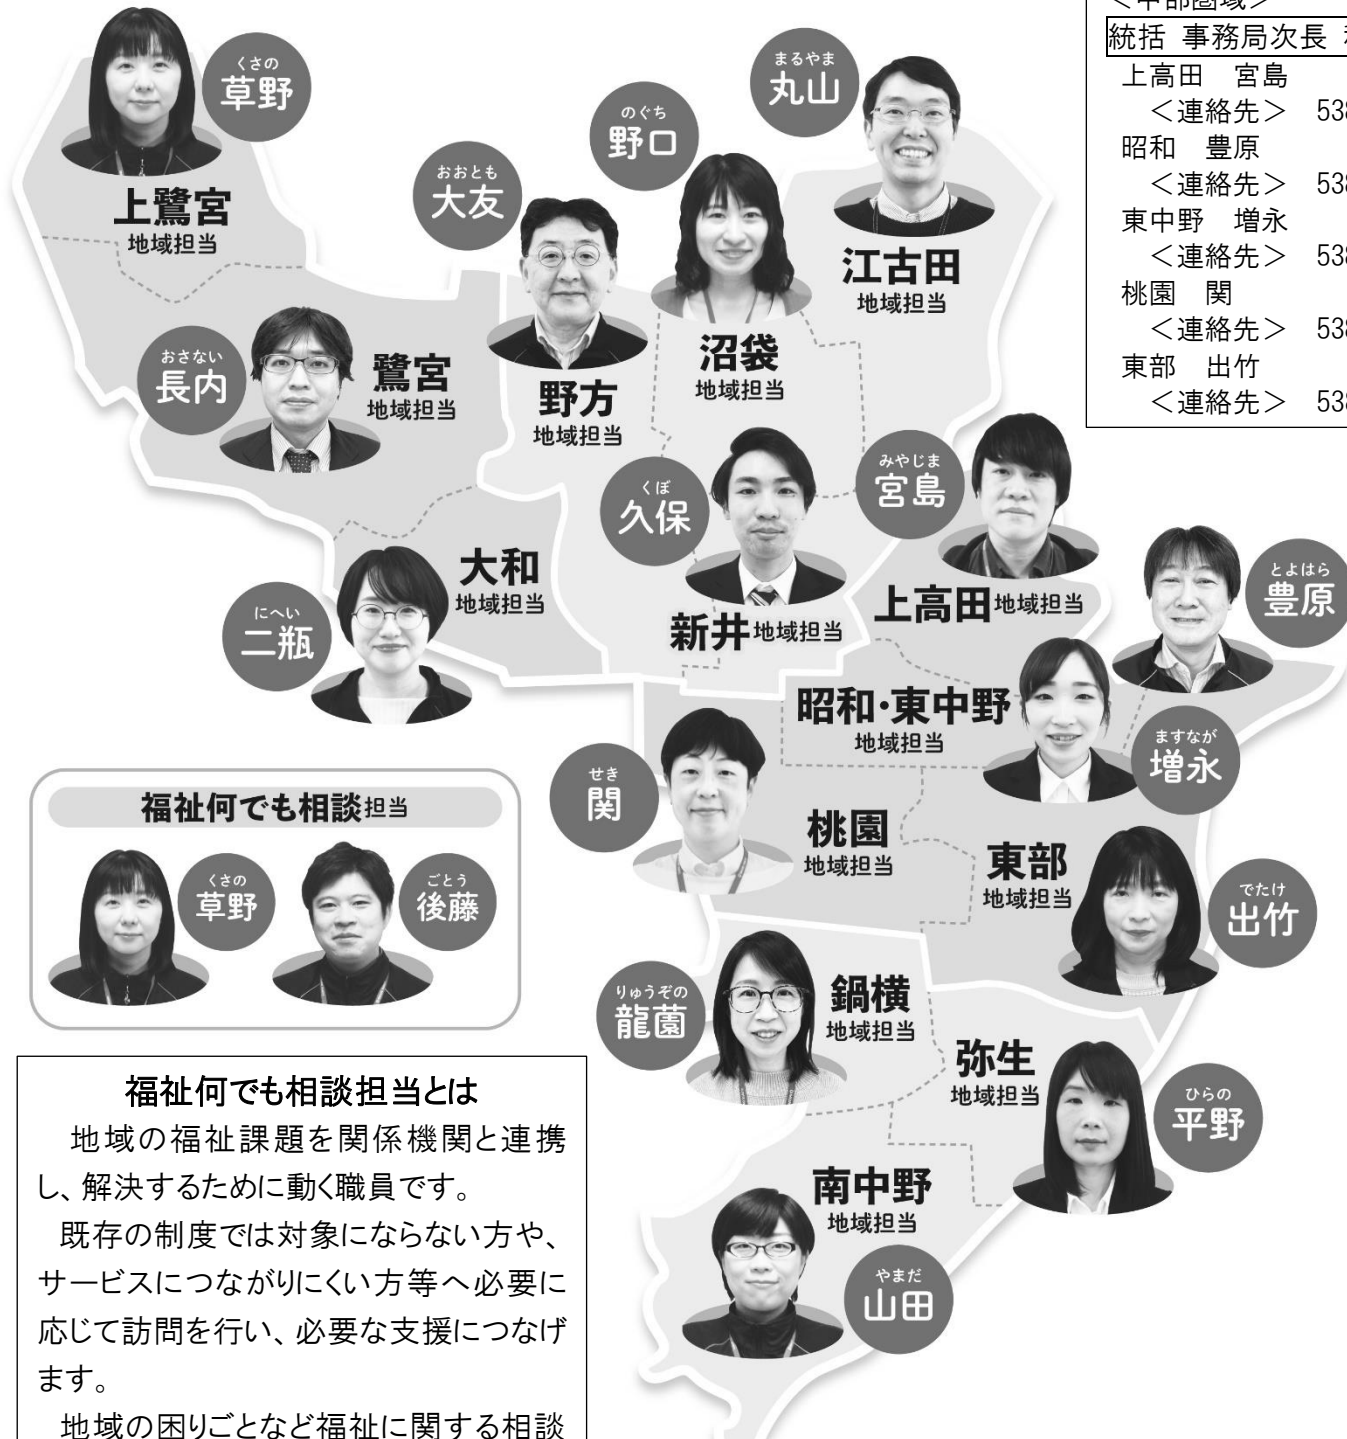 くさの
草野
上鷺宮
地域担当
おおとも
大友
野方
地域担当
のぐち
野口
沼袋
地域担当
まるやま
丸山
江古田
地域担当
おさない
長内
鷺宮
地域担当
くぼ
久保
新井地域担当
みやじま
宮島
上高田地域担当
にへい
二瓶
大和
地域担当
とよはら
豊原
昭和・東中野
地域担当
ますなが
増永
せき
関
桃園
地域担当
東部
地域担当
でたけ
出竹
りゅうぞの
龍薗
鍋横
地域担当
弥生
地域担当
ひらの
平野
南中野
地域担当
やまだ
山田
<中部圏域>
統括 事務局次長
上高田 宮島
<連絡先> 538
昭和 豊原
<連絡先> 538
東中野 増永
<連絡先> 538
桃園 関
<連絡先> 538
東部 出竹
<連絡先> 538
福祉何でも相談担当
くさの
草野
ごとう
後藤
福祉何でも相談担当とは
地域の福祉課題を関係機関と連携
し、解決するために動く職員です。
既存の制度では対象にならない方や、
サービスにつながりにくい方等へ必要に
応じて訪問を行い、必要な支援につなげ
ます。
地域の困りごとなど福祉に関する相談